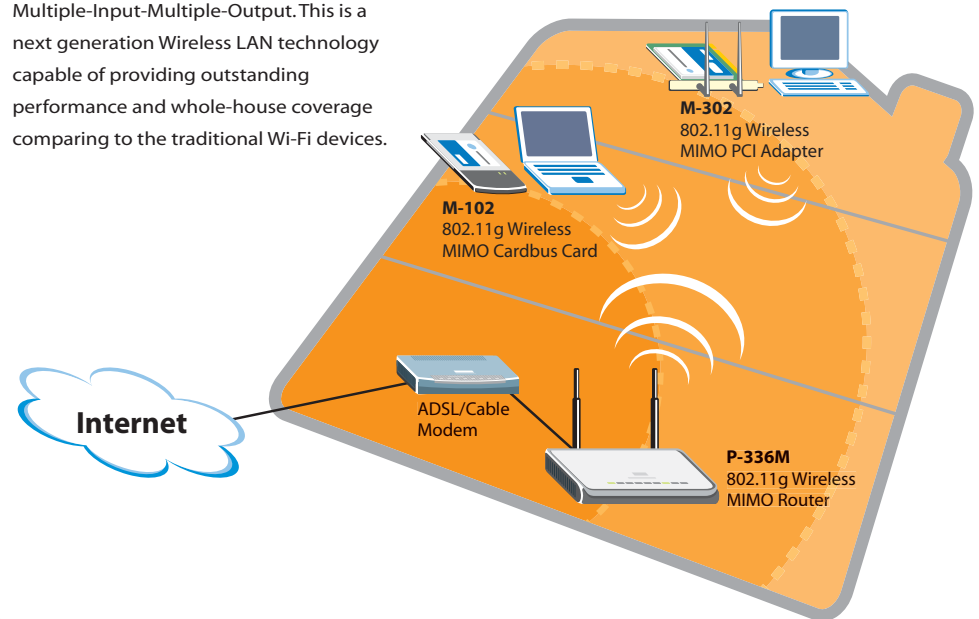 Multiple-Input-Multiple-Output. This is a
next generation Wireless LAN technology
capable of providing outstanding
performance and whole-house coverage
comparing to the traditional Wi-Fi devices.
M-302
802.11g Wireless
MIMO PCI Adapter
M-102
802.11g Wireless
MIMO Cardbus Card
Internet
ADSL/Cable
Modem
P-336M
802.11g Wireless
MIMO Router